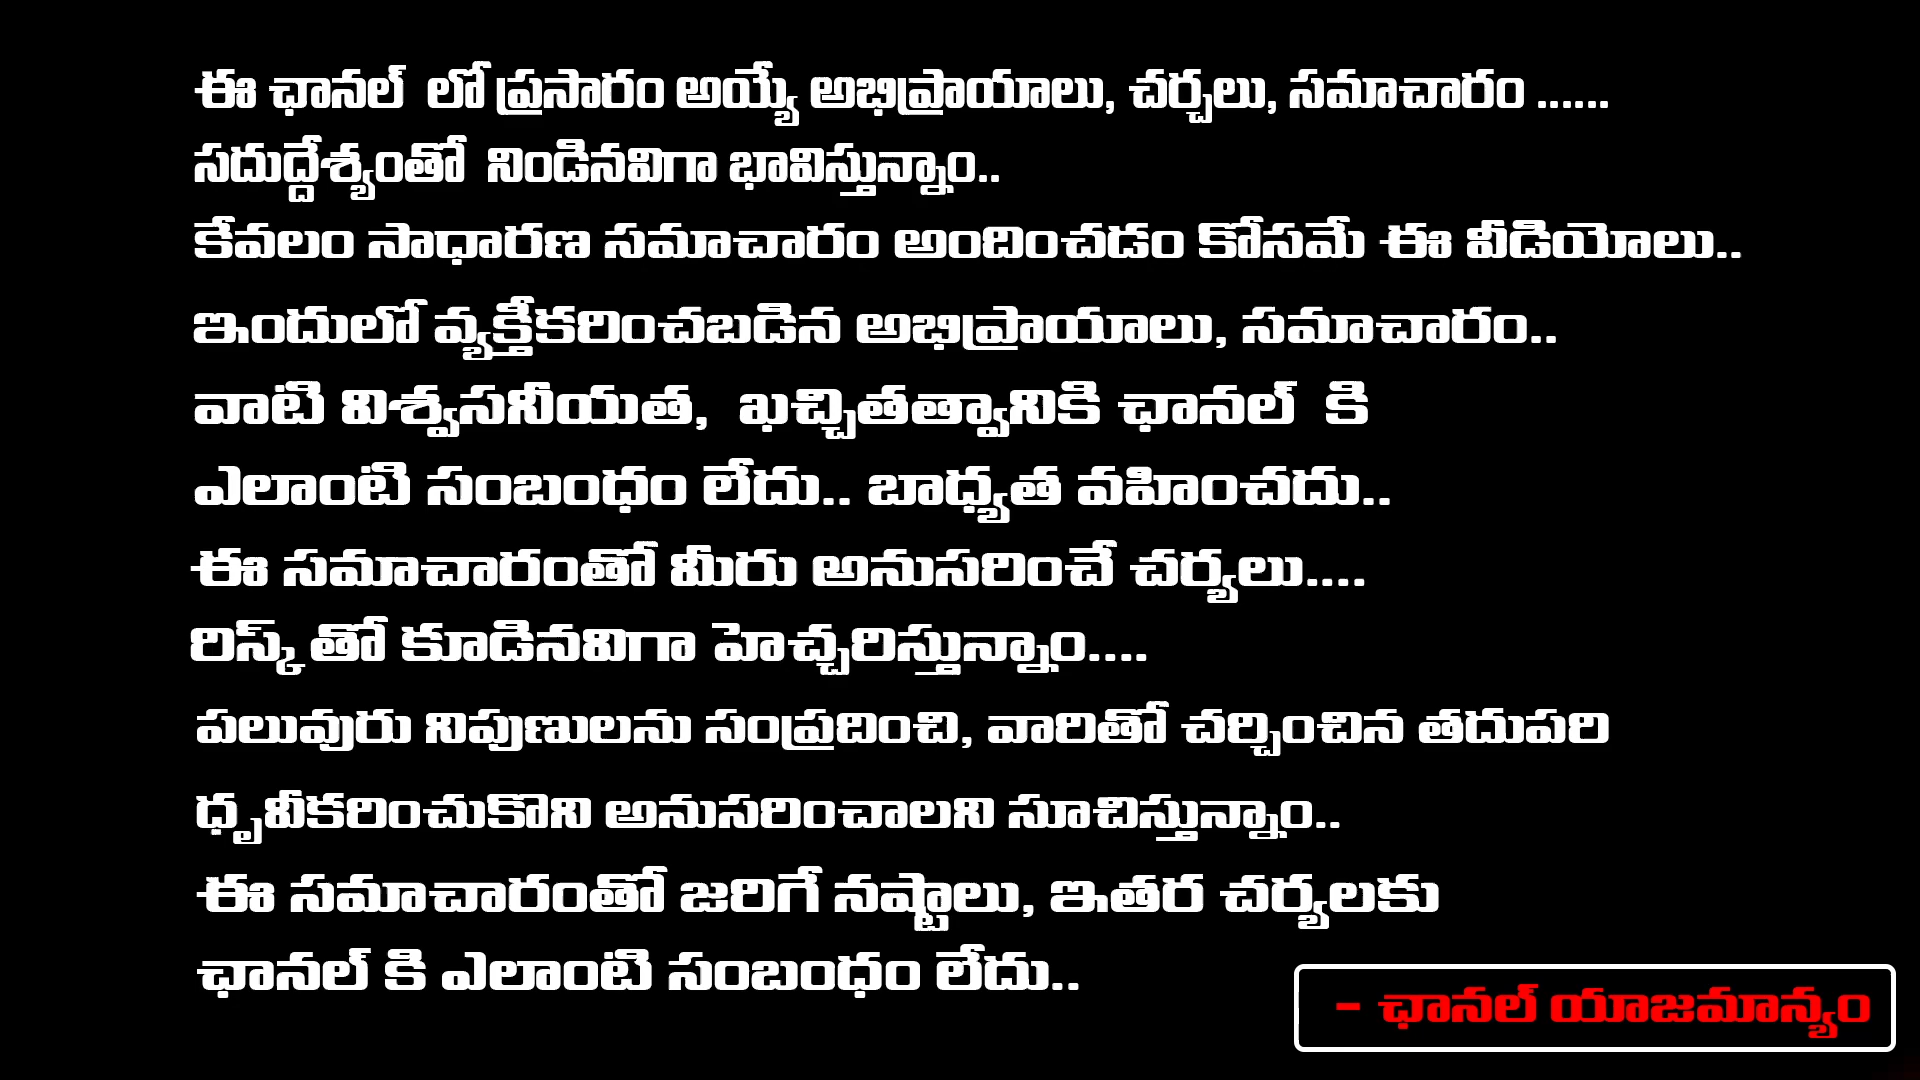 ఈ ఛానల్ లో ప్రసారం అయ్యే అభిప్రాయాలు, చర్చలు, సమాచారం ......
సదుద్దేశ్యంతో నిండినవిగా భావిస్తున్నాం..
కేవలం సాధారణ సమాచారం అందించడం కోసమే ఈ వీడియోలు..
ఇందులో వ్యక్తీకరించబడిన అభిప్రాయాలు, సమాచారం..
వాటి విశ్వసనీయత, ఖచ్చితత్వానికి ఛానల్ కి
ఎలాంటి సంబంధం లేదు.. బాధ్యత వహించదు..
ఈ సమాచారంతో మీరు అనుసరించే చర్యలు....
రిస్క్ తో కూడినవిగా హెచ్చరిస్తున్నాం....
పలువురు నిపుణులను సంప్రదించి, వారితో చర్చించిన తదుపరి
ధృవీకరించుకొని అనుసరించాలని సూచిస్తున్నాం..
ఈ సమాచారంతో జరిగే నష్టాలు, ఇతర చర్యలకు
ఛానల్ కి ఎలాంటి సంబంధం లేదు..
- ఛానల్ యాజమాన్యం